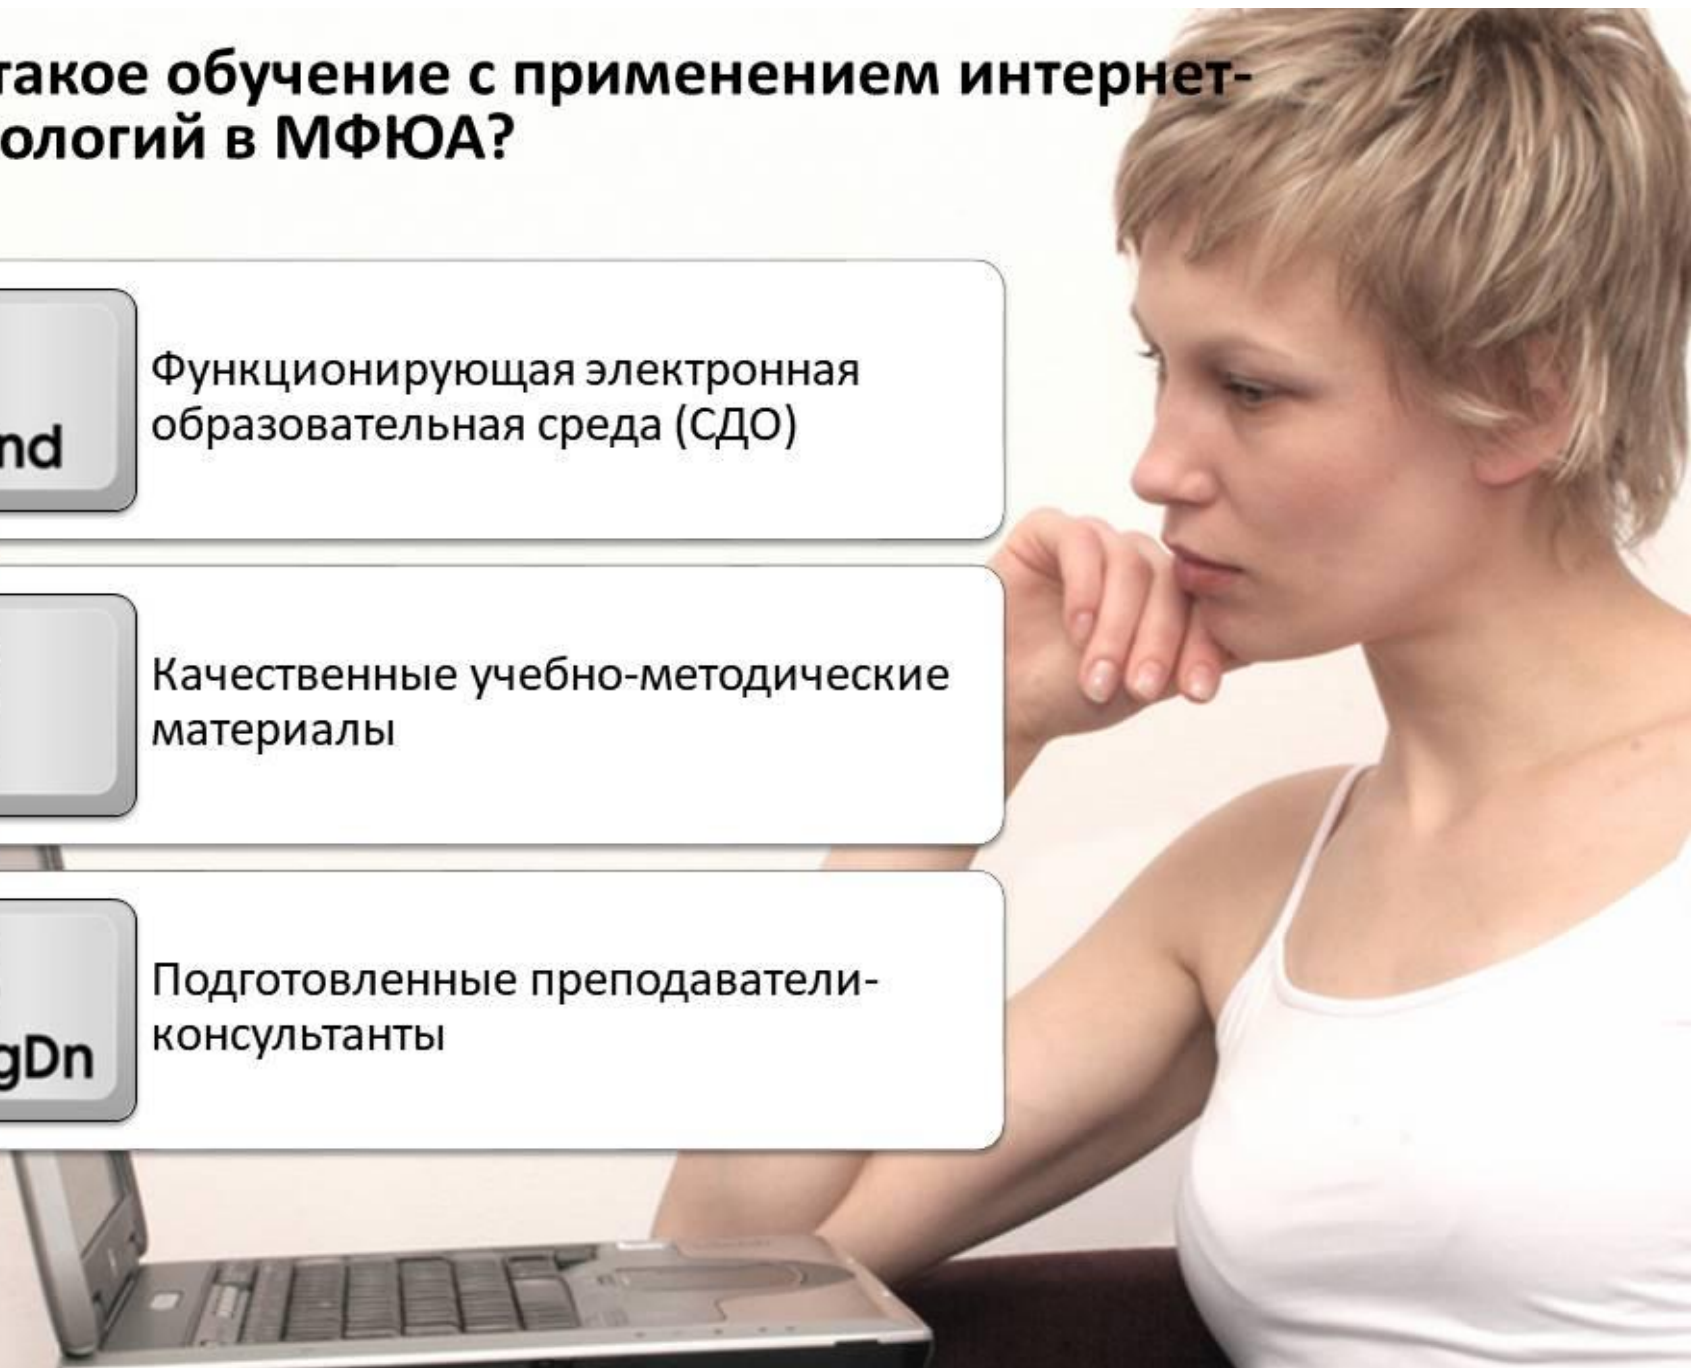 такое обучение с применением интернет-
ологий в МФЮА?
nd
Функционирующая электронная
образовательная среда (СДО)
Качественные учебно-методические
материалы
gDn
Подготовленные преподаватели-
консультанты